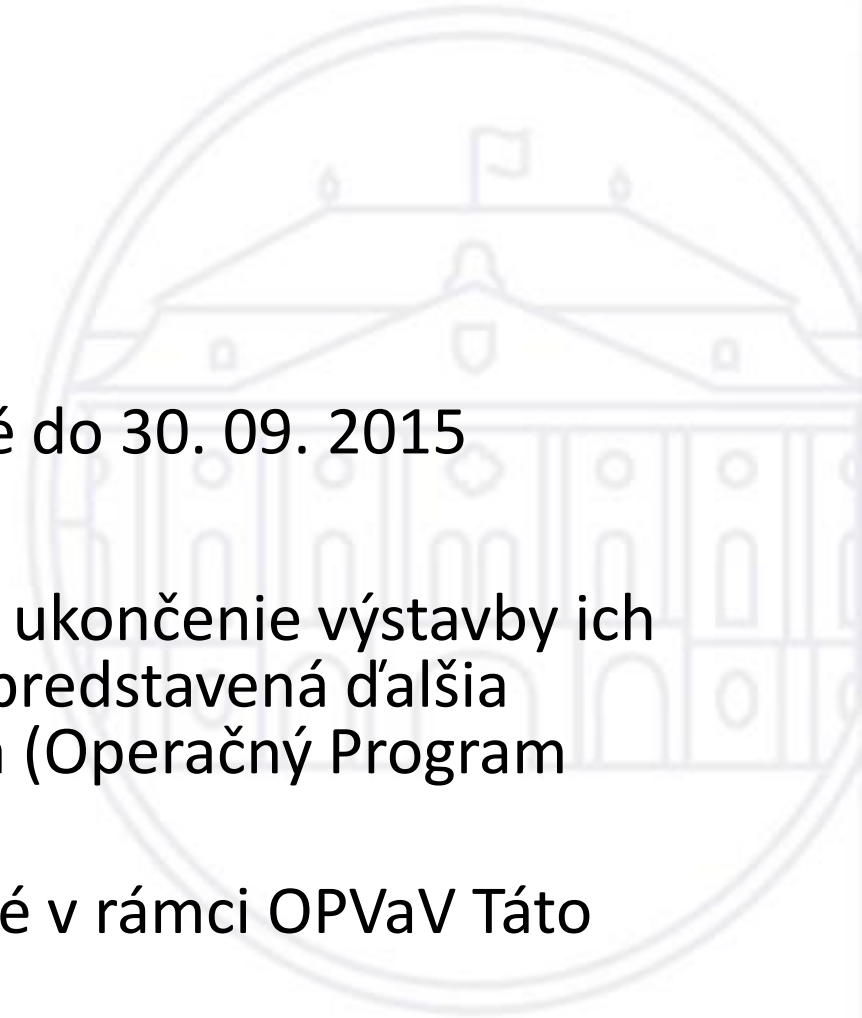 é do 30. 09. 2015
ukončenie výstavby ich
predstavená ďalšia
(Operačný Program
é v rámci OPVaV Táto